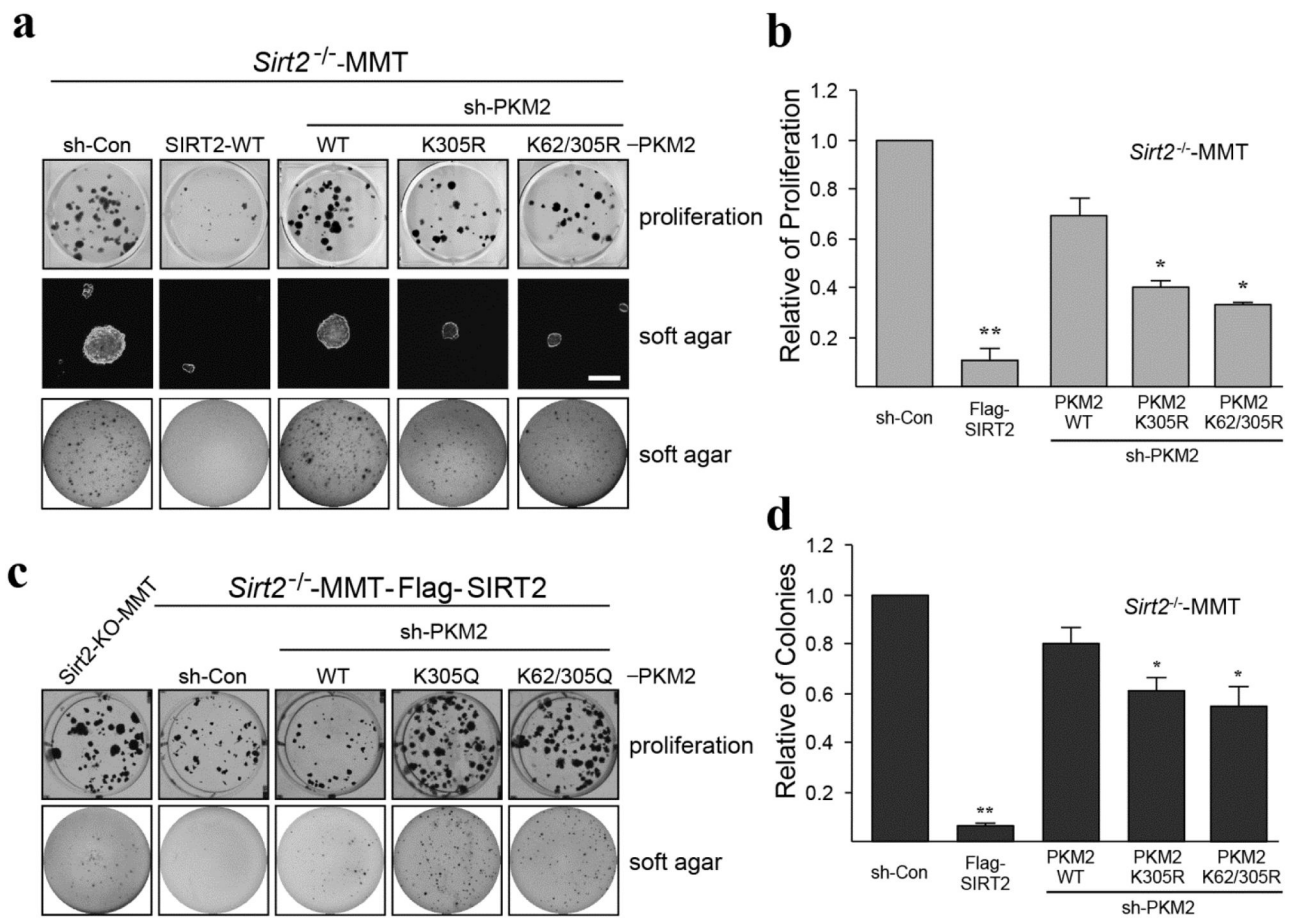 a
Sirt2-/--MMT
sh-PKM2
sh-Con SIRT2-WT WT K305R K62/305R –PKM2
proliferation
soft agar
soft agar
b
1.2
1.0
0.8
0.6
0.4
0.2
Relative of Proliferation
Sirt2-/--MMT
**
*
*
sh-Con
Flag-
SIRT2
PKM2
WT
PKM2
K305R
PKM2
K62/305R
sh-PKM2
c
Sirt2-KO-MMT
Sirt2-/--MMT-Flag-SIRT2
sh-PKM2
sh-Con WT K305Q K62/305Q –PKM2
proliferation
soft agar
d
1.2
1.0
0.8
0.6
0.4
0.2
Relative of Colonies
Sirt2-/--MMT
**
*
*
sh-Con
Flag-
SIRT2
PKM2
WT
PKM2
K305R
PKM2
K62/305R
sh-PKM2